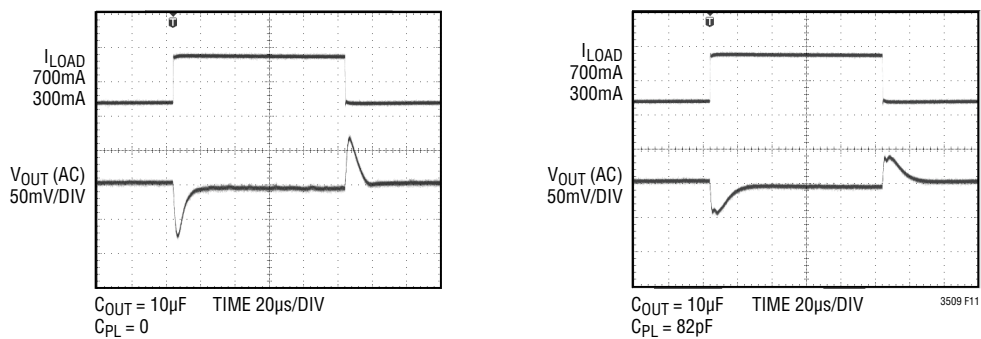 I_LOAD
700mA
300mA
V_OUT (AC)
50mV/DIV
C_OUT = 10µF TIME 20µs/DIV
C_PL = 0
T
I_LOAD
700mA
300mA
V_OUT (AC)
50mV/DIV
C_OUT = 10µF TIME 20µs/DIV
C_PL = 82pF
3509 F11
T